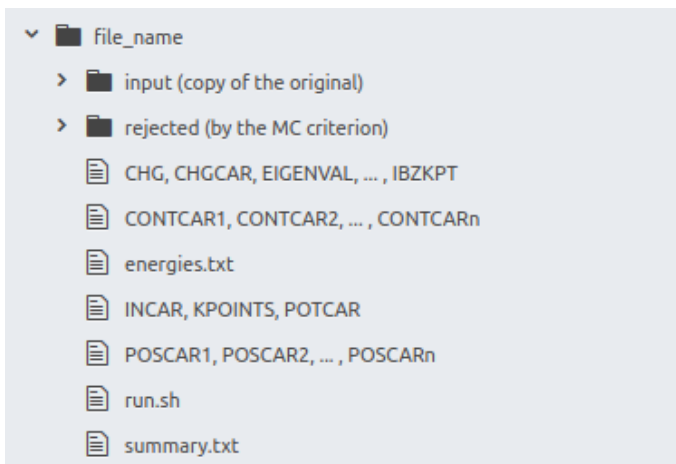 file_name
input (copy of the original)
rejected (by the MC criterion)
CHG, CHGCAR, EIGENVAL, ... , IBZKPT
CONTCAR1, CONTCAR2, ... , CONTCARn
energies.txt
INCAR, KPOINTS, POTCAR
POSCAR1, POSCAR2, ... , POSCARn
run.sh
summary.txt